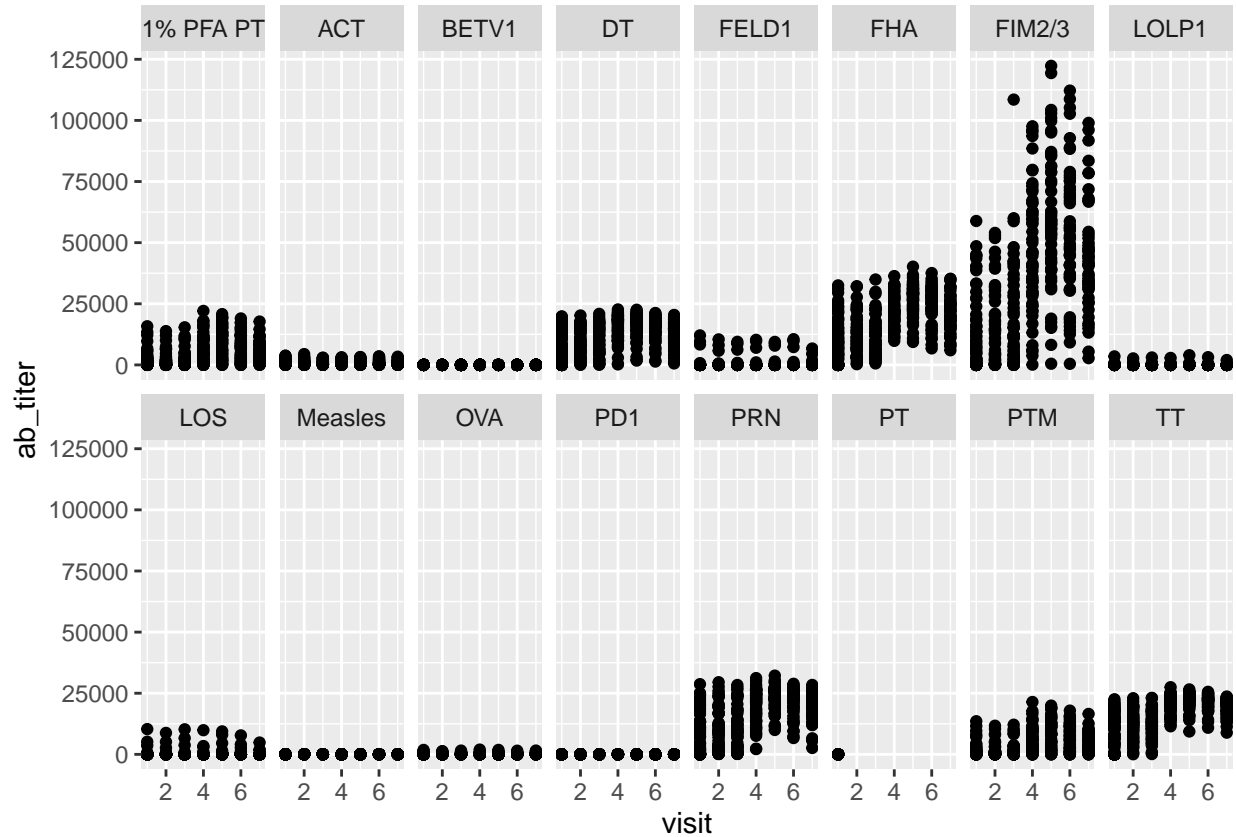 1% PFA PT ACT BETV1 DT FELD1 FHA FIM2/3 LOLP1
125000
100000
75000
50000
25000
0
LOS Measles OVA PD1 PRN PT PTM TT
125000
100000
75000
50000
25000
0
2 4 6 2 4 6 2 4 6 2 4 6 2 4 6 2 4 6 2 4 6 2 4 6
visit
ab_titer